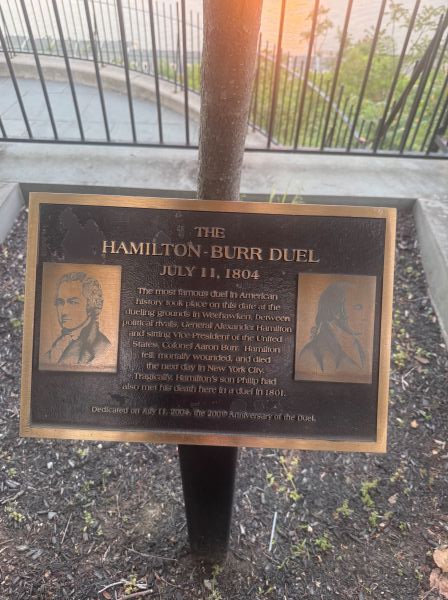 THE
HAMILTON-BURR DUEL
JULY 11, 1804
The most famous duel in American
history took place on this date at the
dueling grounds in Weehawken, between
political rivals, General Alexander Hamilton
and sitting Vice-President of the United
States, Colonel Aaron Burr. Hamilton
fell, mortally wounded, and died
the next day in New York City.
Tragically, Hamilton's son Philip had
also met his death here in a duel in 1801.
Dedicated on July 11, 2004, the 200th Anniversary of the Duel.